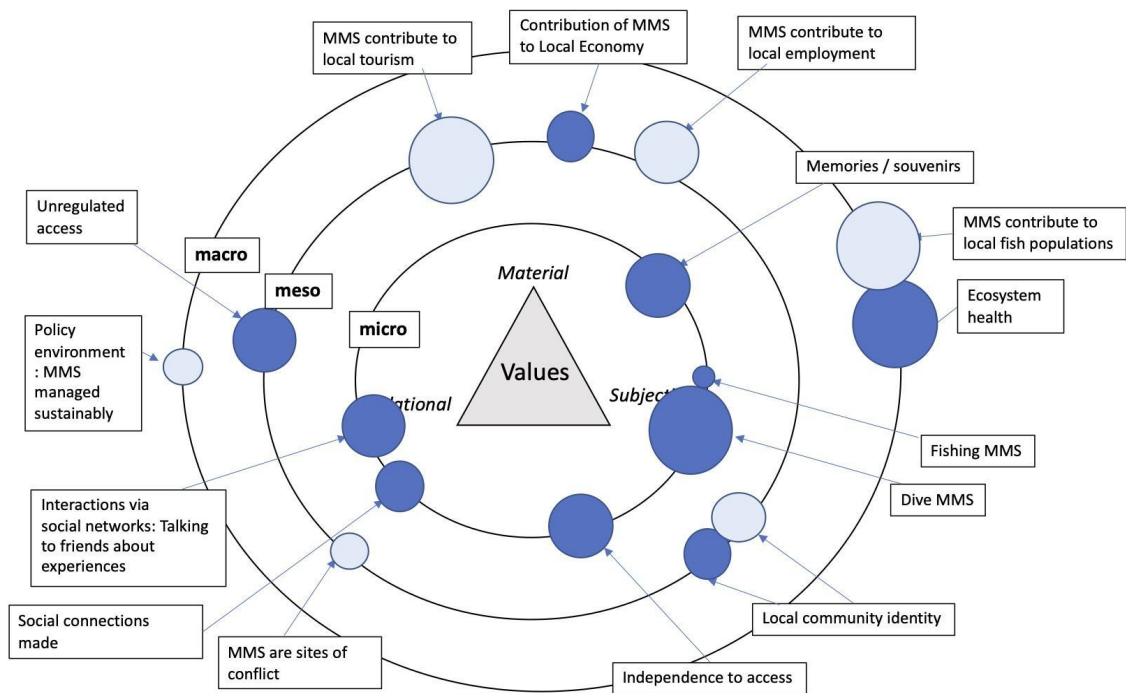 MMS contribute to
local tourism
Contribution of MMS
to Local Economy
MMS contribute to
local employment
Memories / souvenirs
Unregulated
access
macro
meso
micro
Material
Values
Subjecti
lational
MMS contribute to
local fish populations
Ecosystem
health
Policy
environment
: MMS
managed
sustainably
Fishing MMS
Dive MMS
Interactions via
social networks: Talking
to friends about
experiences
Social connections
made
MMS are sites of
conflict
Local community identity
Independence to access